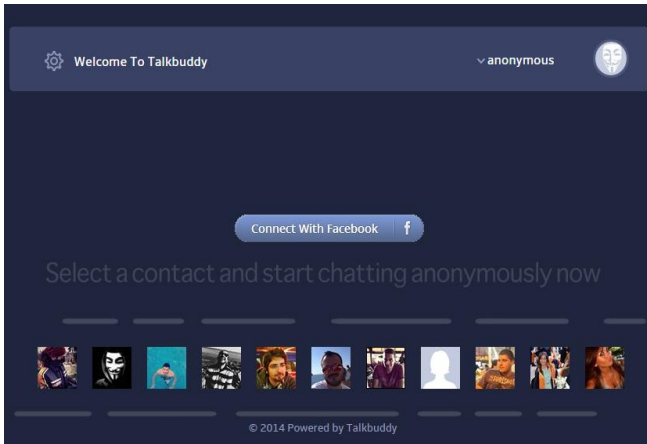 Welcome To Talkbuddy
anonymous
Connect With Facebook f
Select a contact and start chatting anonymously now
© 2014 Powered by Talkbuddy